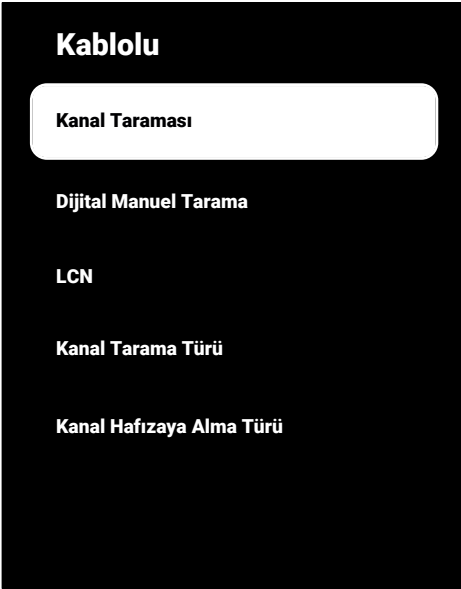 Kablolu
Kanal Taraması
Dijital Manuel Tarama
LCN
Kanal Tarama Türü
Kanal Hafızaya Alma Türü